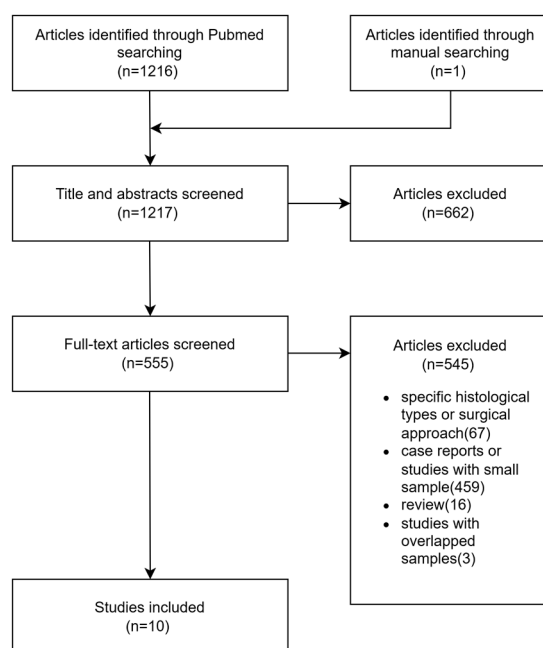 Articles identified through Pubmed
searching
(n=1216)
Articles identified through
manual searching
(n=1)
Title and abstracts screened
(n=1217)
Articles excluded
(n=662)
Full-text articles screened
(n=555)
Articles excluded
(n=545)
• specific histological
types or surgical
approach(67)
• case reports or
studies with small
sample(459)
• review(16)
• studies with
overlapped
samples(3)
Studies included
(n=10)